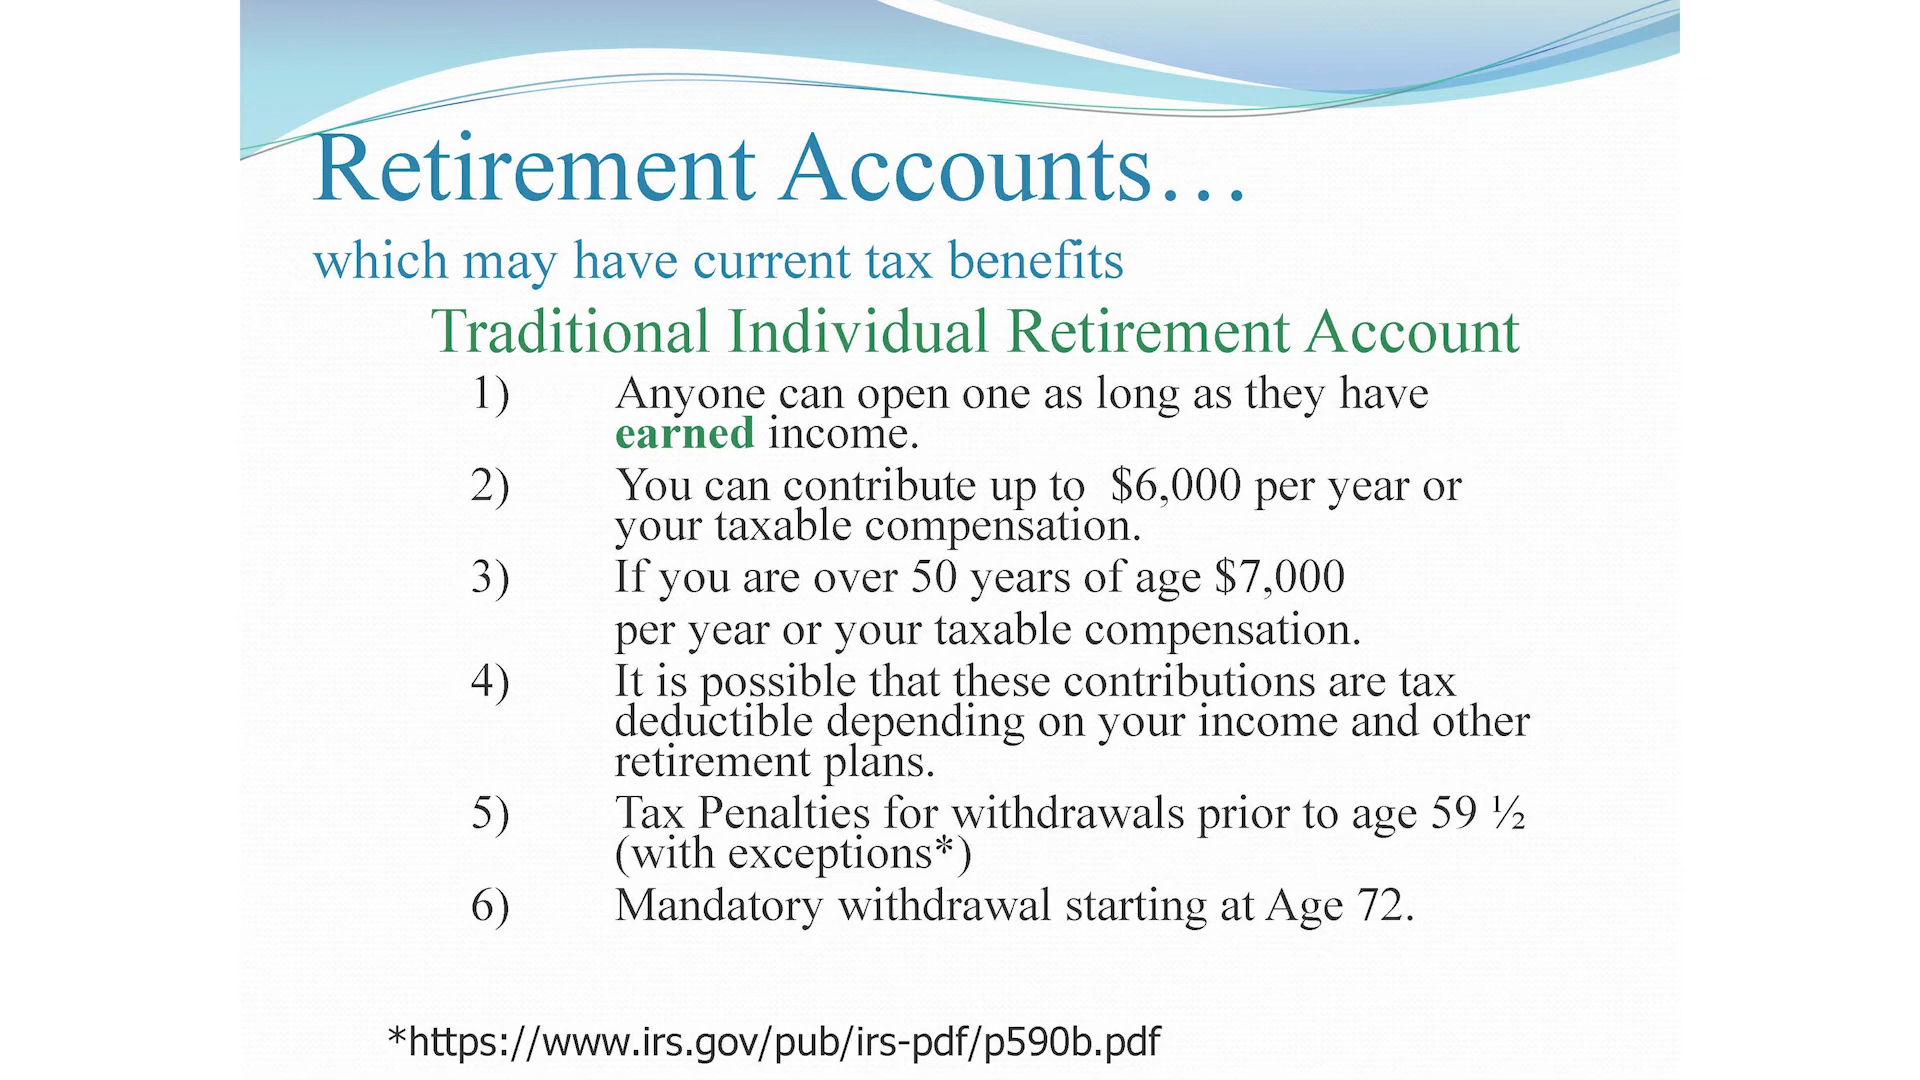 Retirement Accounts…
which may have current tax benefits
Traditional Individual Retirement Account
1) Anyone can open one as long as they have
earned income.
2) You can contribute up to $6,000 per year or
your taxable compensation.
3) If you are over 50 years of age $7,000
per year or your taxable compensation.
4) It is possible that these contributions are tax
deductible depending on your income and other
retirement plans.
5) Tax Penalties for withdrawals prior to age 59 ½
(with exceptions*)
6) Mandatory withdrawal starting at Age 72.
*https://www.irs.gov/pub/irs-pdf/p590b.pdf